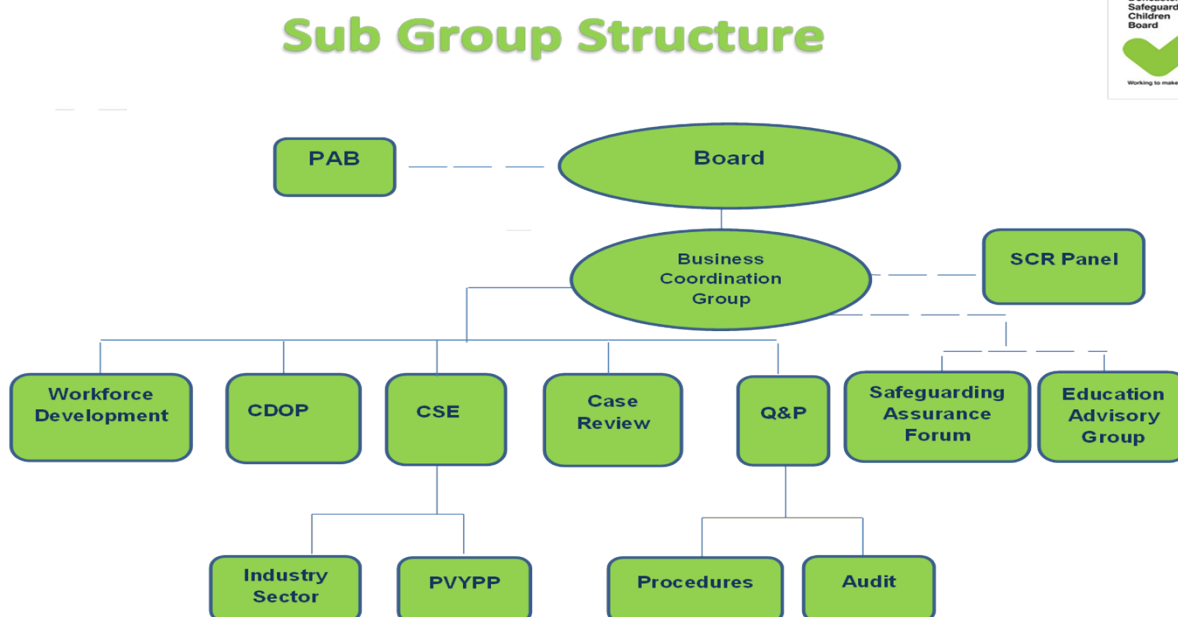 Sub Group Structure
Safeguard
Children
Board
Working to make
PAB
Board
Business
Coordination
Group
SCR Panel
Workforce
Development
CDOP
CSE
Case
Review
Q&P
Safeguarding
Assurance
Forum
Education
Advisory
Group
Industry
Sector
PVYPP
Procedures
Audit